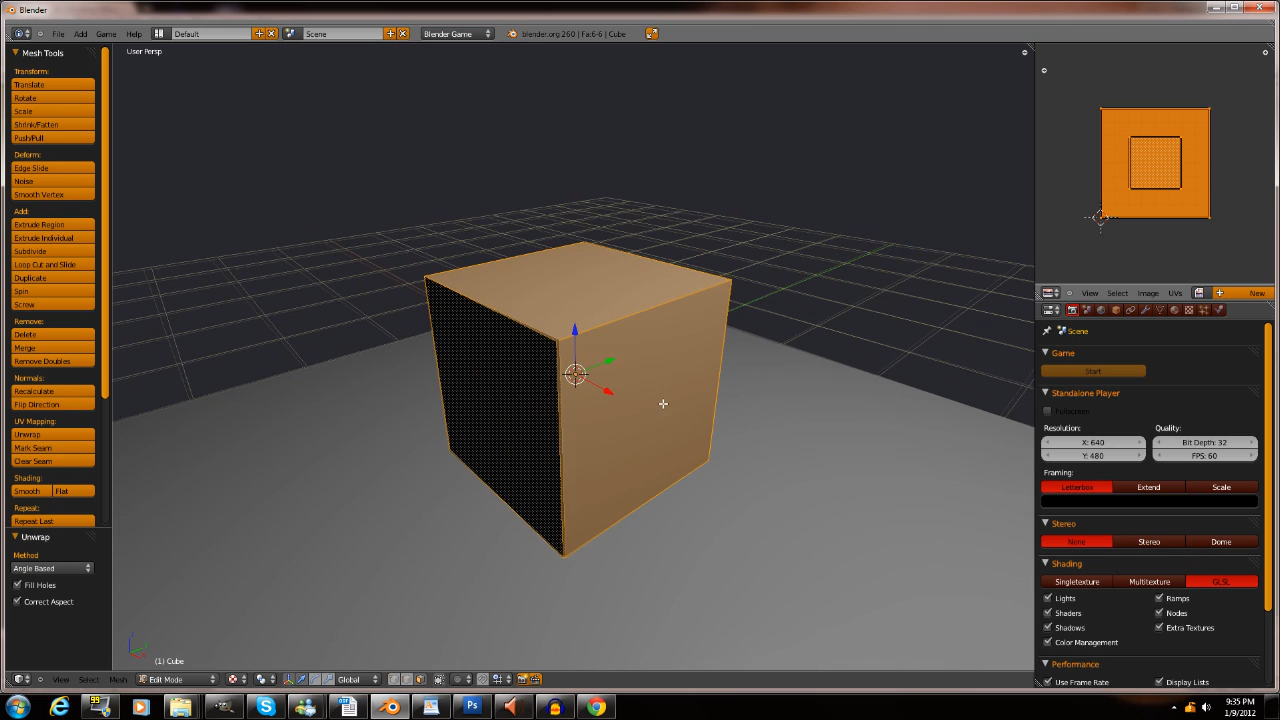 Blender
File Add Game Help Default Scene Blender Game blender.org 260 | Fa:6-6 | Cube
Mesh Tools
User Persp
Transform:
Translate
Rotate
Scale
Shrink/Fatten
Push/Pull
Deform:
Edge Slide
Noise
Smooth Vertex
Add:
Extrude Region
Extrude Individual
Subdivide
Loop Cut and Slide
Duplicate
Spin
Screw
Remove:
Delete
Merge
Remove Doubles
Normals:
Recalculate
Flip Direction
UV Mapping:
Unwrap
Mark Seam
Clear Seam
Shading:
Smooth Flat
Repeat:
Repeat Last
Unwrap
Method
Angle Based
Fill Holes
Correct Aspect
(1) Cube
View Select Mesh Edit Mode Global
View Select Image UVs New
Scene
Game
Start
Standalone Player
Fullscreen
Resolution: Quality:
X: 640 Bit Depth: 32
Y: 480 FPS: 60
Framing:
Letterbox Extend Scale
Stereo
None Stereo Dome
Shading
Singletexture Multitexture GLSL
Lights Ramps
Shaders Nodes
Shadows Extra Textures
Color Management
Performance
Use Frame Rate Display Lists
99
Ps
9:35 PM
1/9/2012